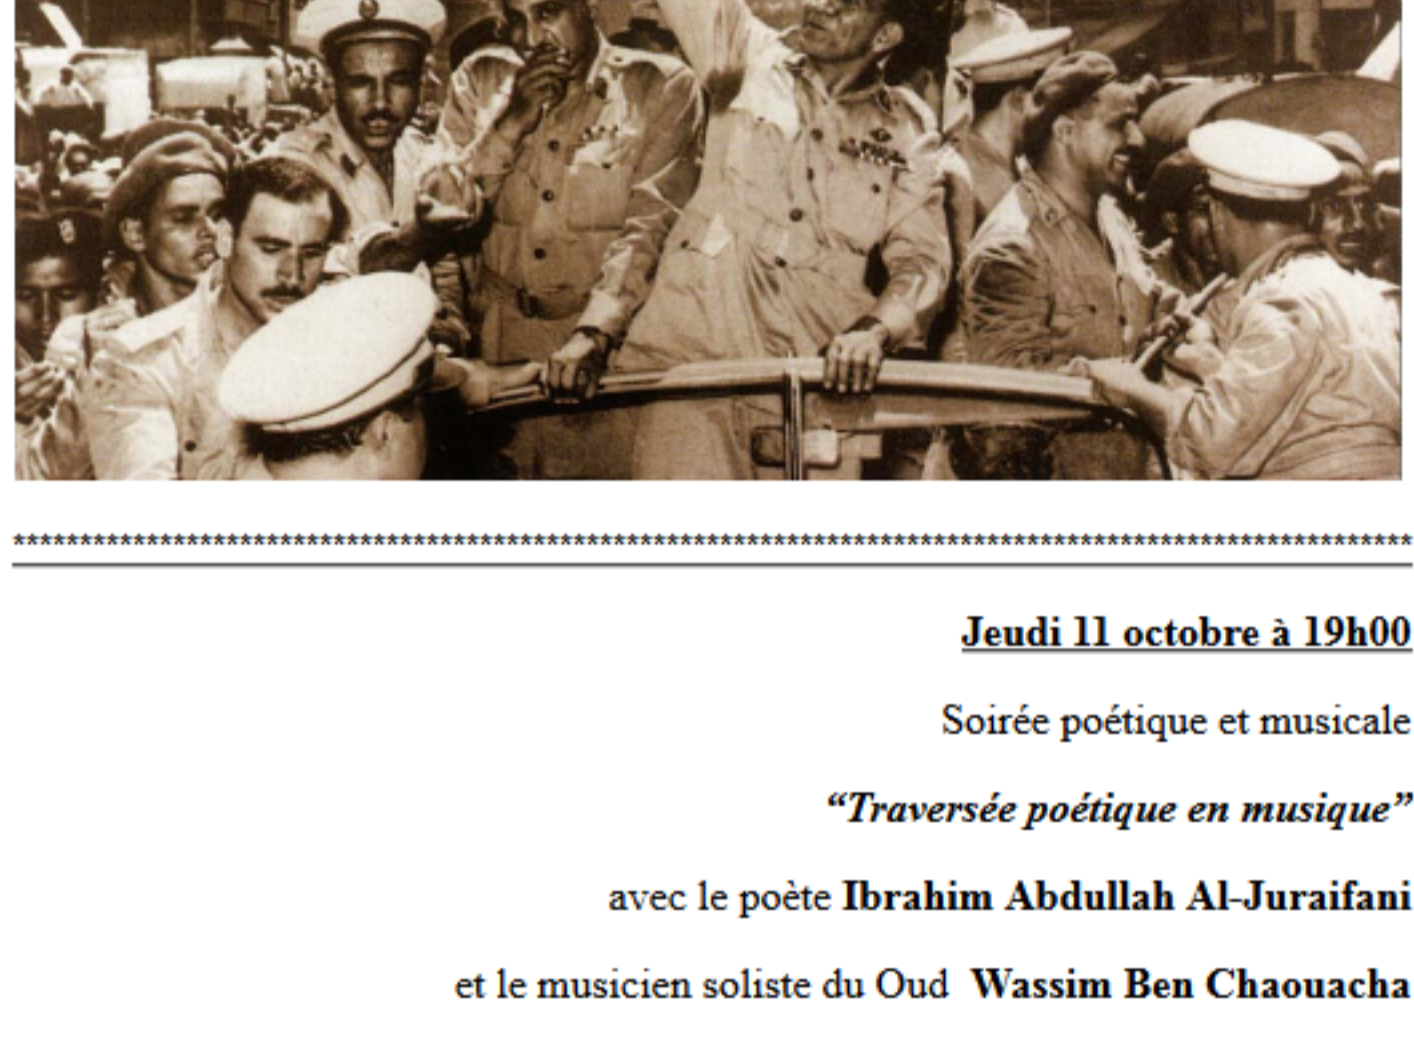 ****************************************************************************************************************
Jeudi 11 octobre à 19h00
Soirée poétique et musicale
“Traversée poétique en musique”
avec le poète Ibrahim Abdullah Al-Juraifani
et le musicien soliste du Oud Wassim Ben Chaouacha